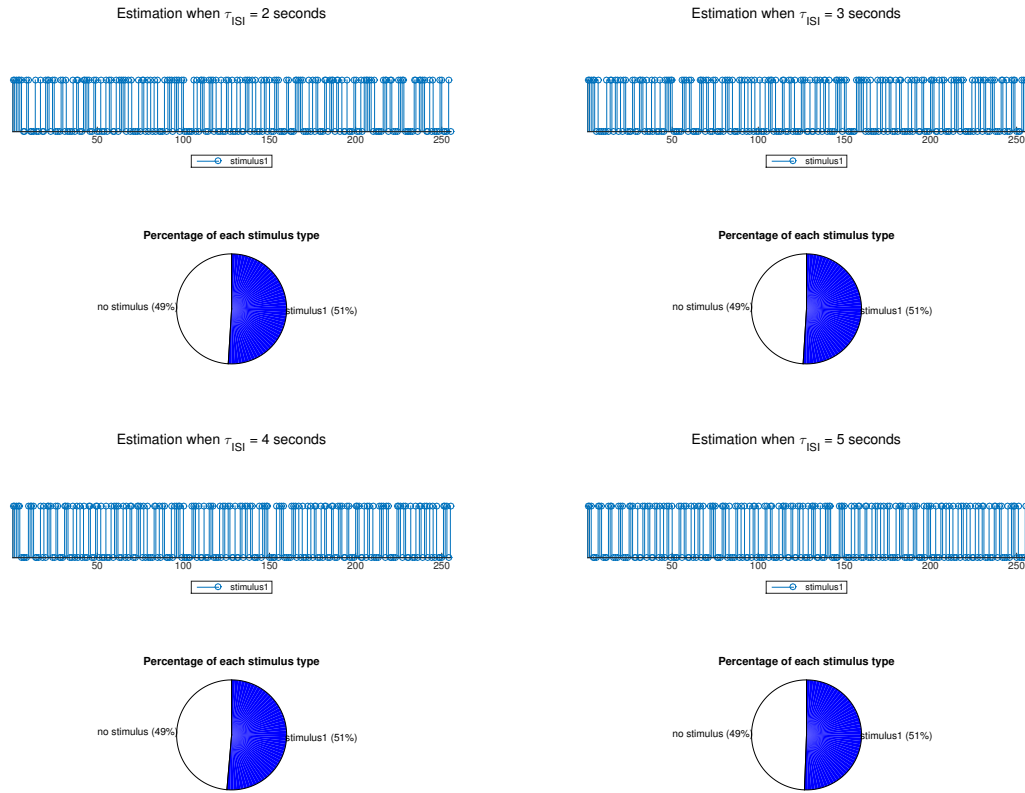 Estimation when τISI = 2 seconds
50 100 150 200 250
stimulus1
Percentage of each stimulus type
no stimulus (49%)
stimulus1 (51%)
Estimation when τISI = 3 seconds
50 100 150 200 250
stimulus1
Percentage of each stimulus type
no stimulus (49%)
stimulus1 (51%)
Estimation when τISI = 4 seconds
50 100 150 200 250
stimulus1
Percentage of each stimulus type
no stimulus (49%)
stimulus1 (51%)
Estimation when τISI = 5 seconds
50 100 150 200 250
stimulus1
Percentage of each stimulus type
no stimulus (49%)
stimulus1 (51%)